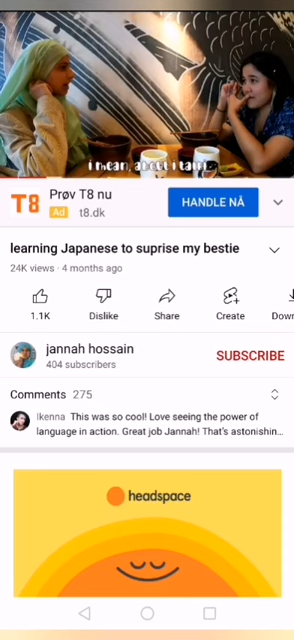 T8
Prøv T8 nu
Ad t8.dk
HANDLE NÅ
learning Japanese to suprise my bestie
24K views · 4 months ago
1.1K
Dislike
Share
Create
Down
jannah hossain
404 subscribers
SUBSCRIBE
Comments 275
Ikenna This was so cool! Love seeing the power of
language in action. Great job Jannah! That's astonishin...
headspace